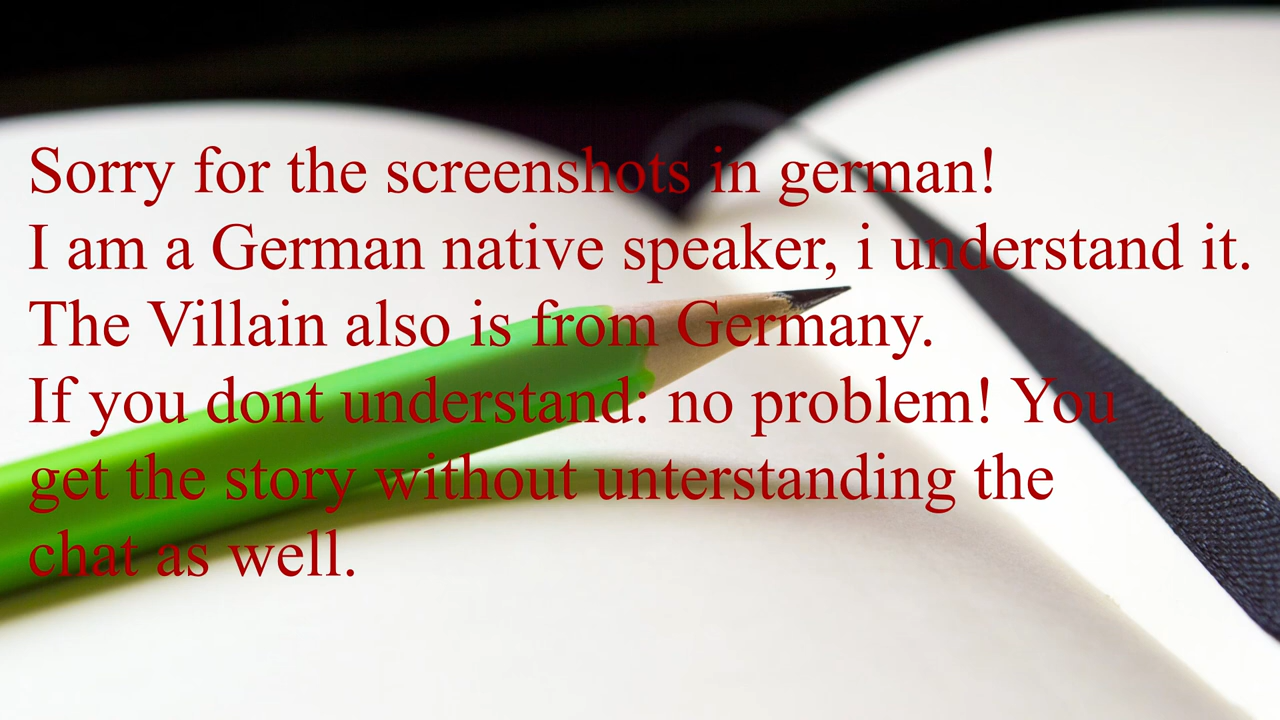 Sorry for the screenshots in german!
I am a German native speaker, i understand it.
The Villain also is from Germany.
If you dont understand: no problem! You
get the story without unterstanding the
chat as well.